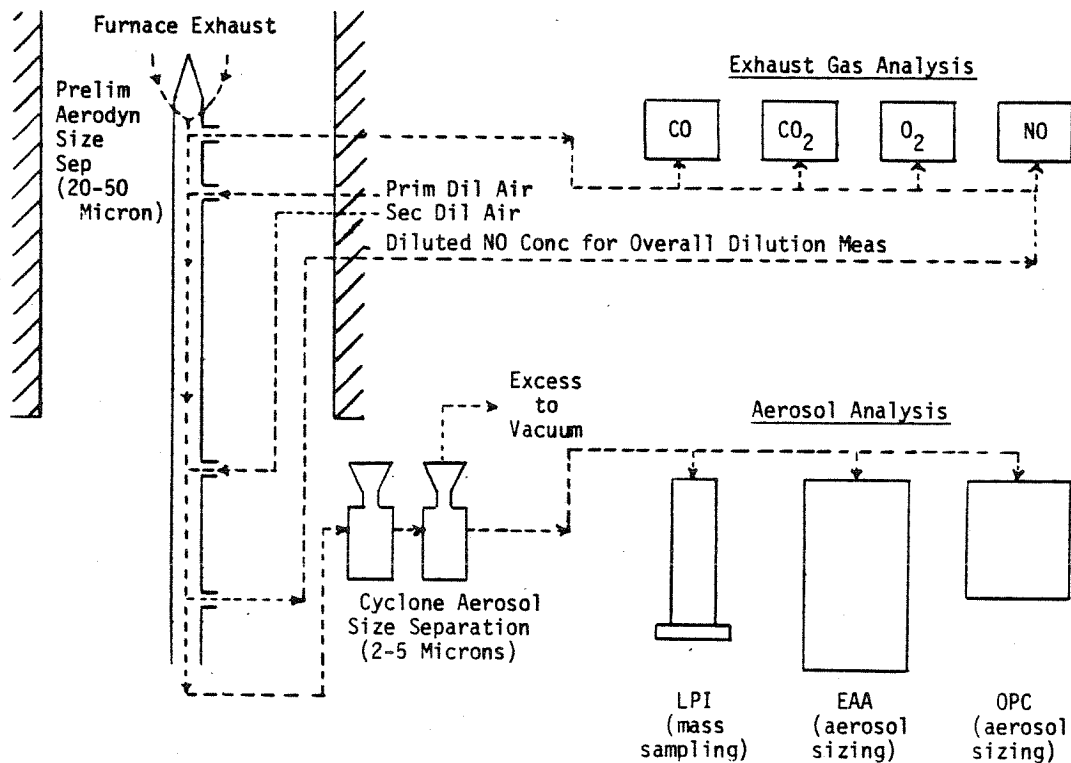 Furnace Exhaust
Prelim
Aerodyn
Size
Sep
(20-50
Micron)
Exhaust Gas Analysis
CO
CO2
O2
NO
Prim Dil Air
Sec Dil Air
Diluted NO Conc for Overall Dilution Meas
Excess
to
Vacuum
Aerosol Analysis
Cyclone Aerosol
Size Separation
(2-5 Microns)
LPI
(mass
sampling)
EAA
(aerosol
sizing)
OPC
(aerosol
sizing)